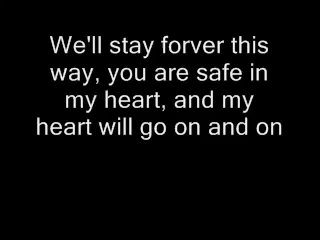 We'll stay forver this
way, you are safe in
my heart, and my
heart will go on and on